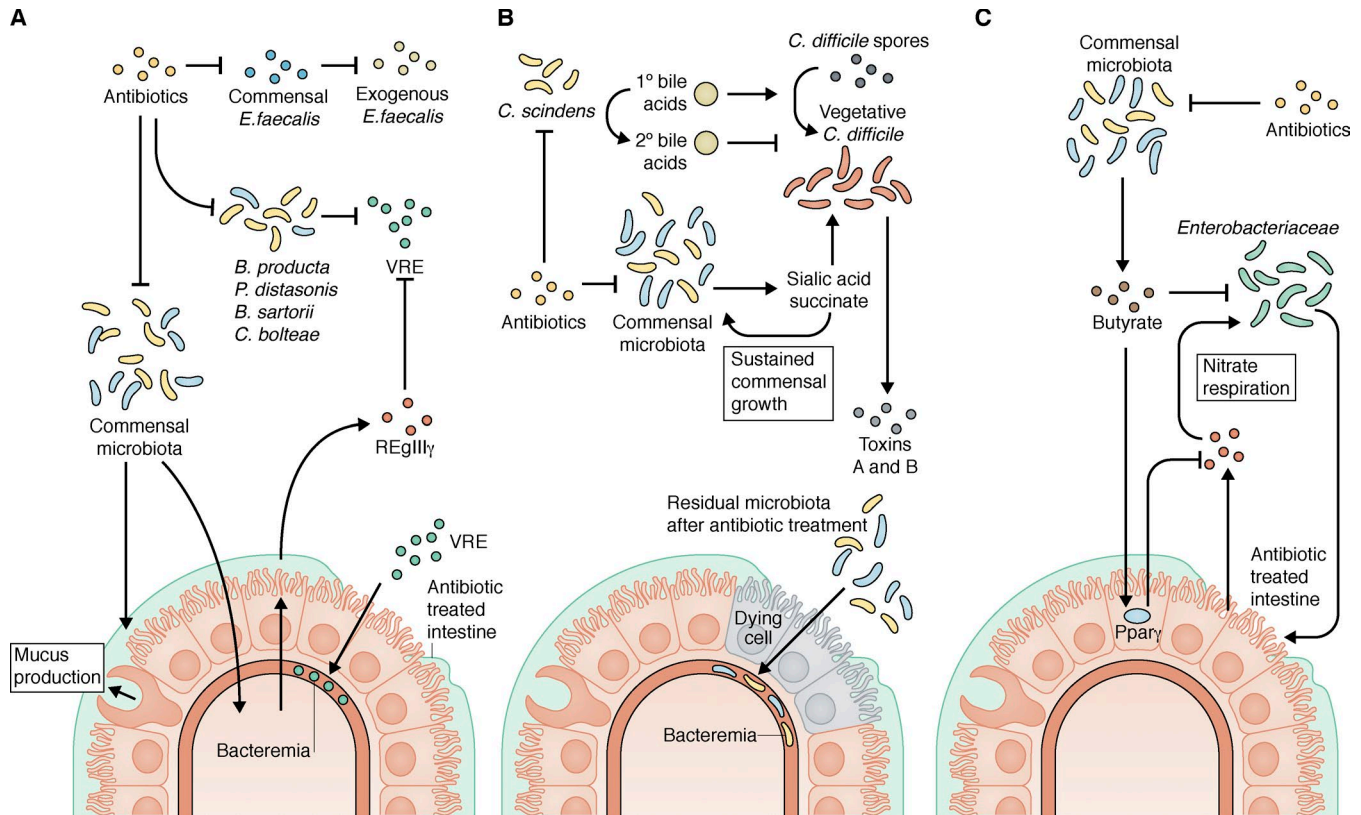 A
Antibiotics
Commensal
E.faecalis
Exogenous
E.faecalis
B. producta
P. distasonis
B. sartorii
C. bolteae
VRE
Commensal
microbiota
REgIIIγ
VRE
Antibiotic
treated
intestine
Mucus
production
Bacteremia
B
C. scindens
1º bile
acids
2º bile
acids
C. difficile spores
Vegetative
C. difficile
Antibiotics
Commensal
microbiota
Sialic acid
succinate
Sustained
commensal
growth
Toxins
A and B
Residual microbiota
after antibiotic treatment
Dying
cell
Bacteremia
C
Commensal
microbiota
Antibiotics
Enterobacteriaceae
Butyrate
Nitrate
respiration
Antibiotic
treated
intestine
Pparγ